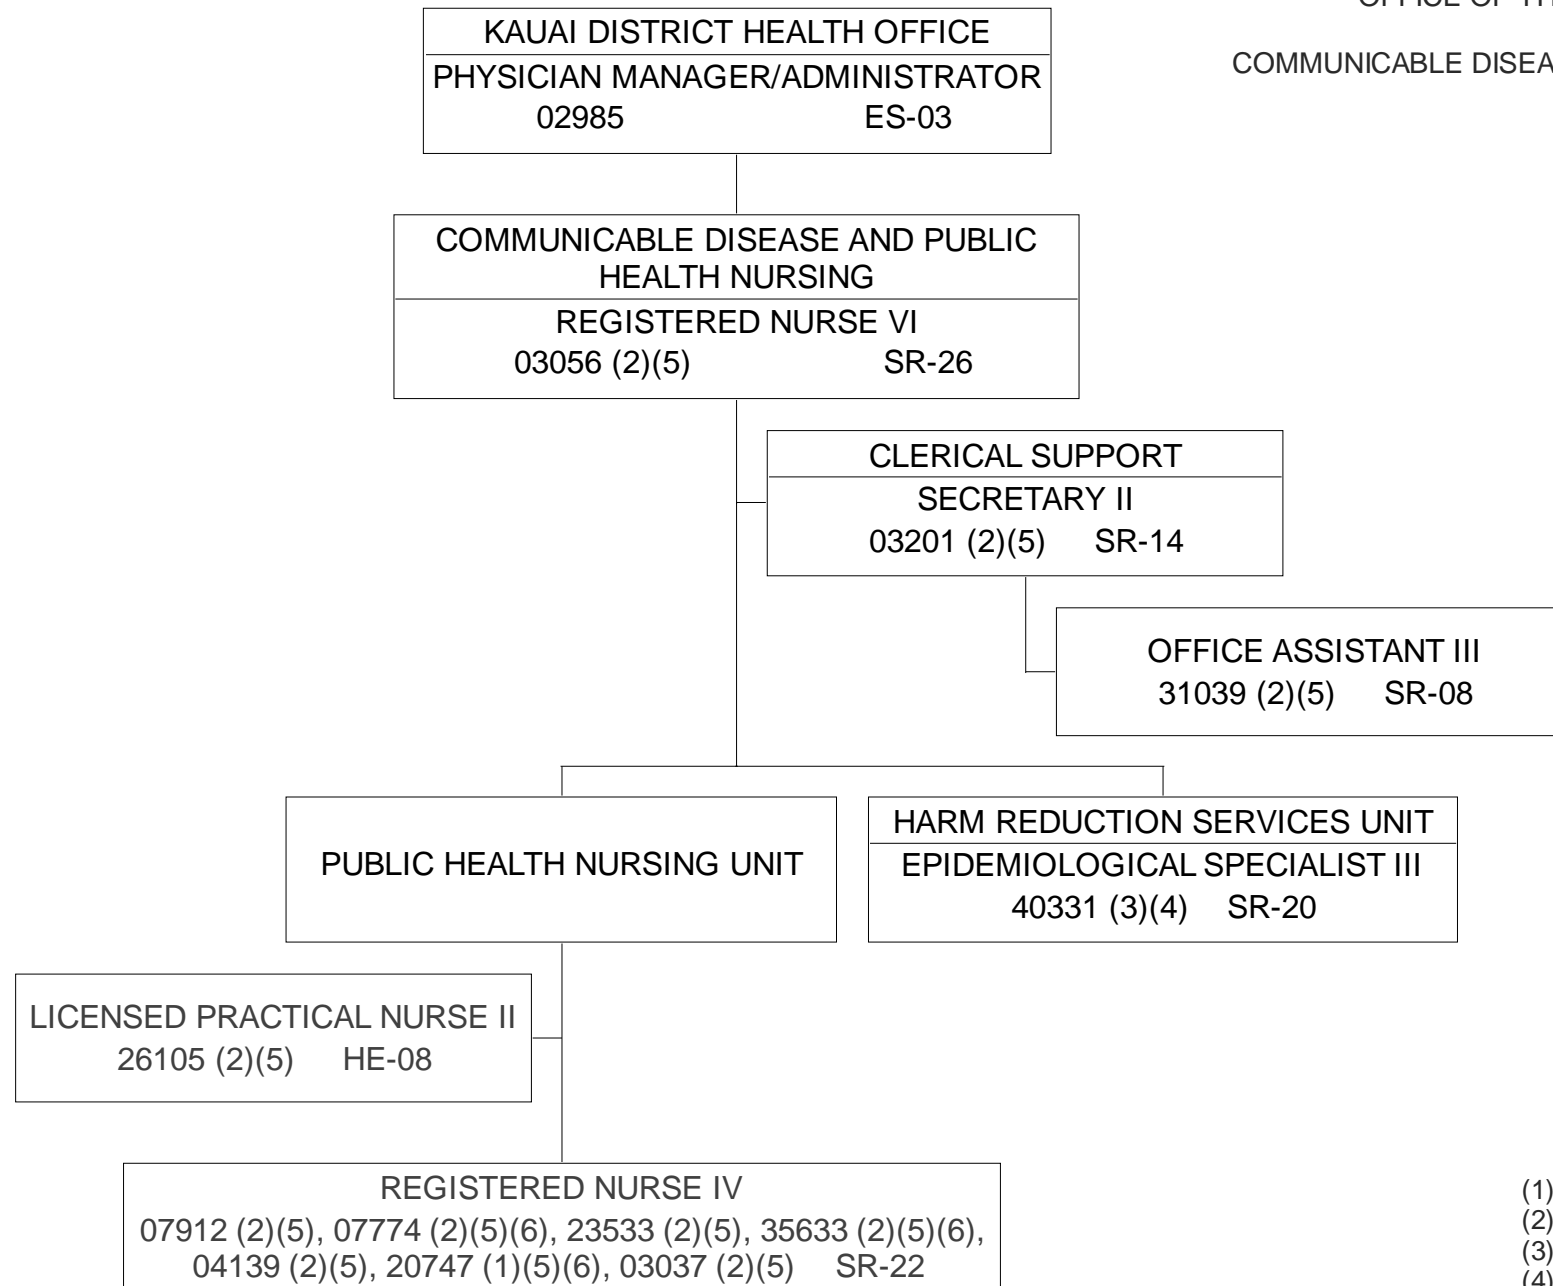 KAUAI DISTRICT HEALTH OFFICE
PHYSICIAN MANAGER/ADMINISTRATOR
02985 ES-03
OFFICE OF
COMMUNICABLE
COMMUNICABLE DISEASE AND PUBLIC
HEALTH NURSING
REGISTERED NURSE VI
03056 (2)(5) SR-26
CLERICAL SUPPORT
SECRETARY II
03201 (2)(5) SR-14
OFFICE ASSISTANT III
31039 (2)(5) SR-08
PUBLIC HEALTH NURSING UNIT
HARM REDUCTION SERVICES UNIT
EPIDEMIOLOGICAL SPECIALIST III
40331 (3)(4) SR-20
LICENSED PRACTICAL NURSE II
26105 (2)(5) HE-08
REGISTERED NURSE IV
07912 (2)(5), 07774 (2)(5)(6), 23533 (2)(5), 35633 (2)(5)(6),
04139 (2)(5), 20747 (1)(5)(6), 03037 (2)(5) SR-22
(1)
(2)
(3)
(4)